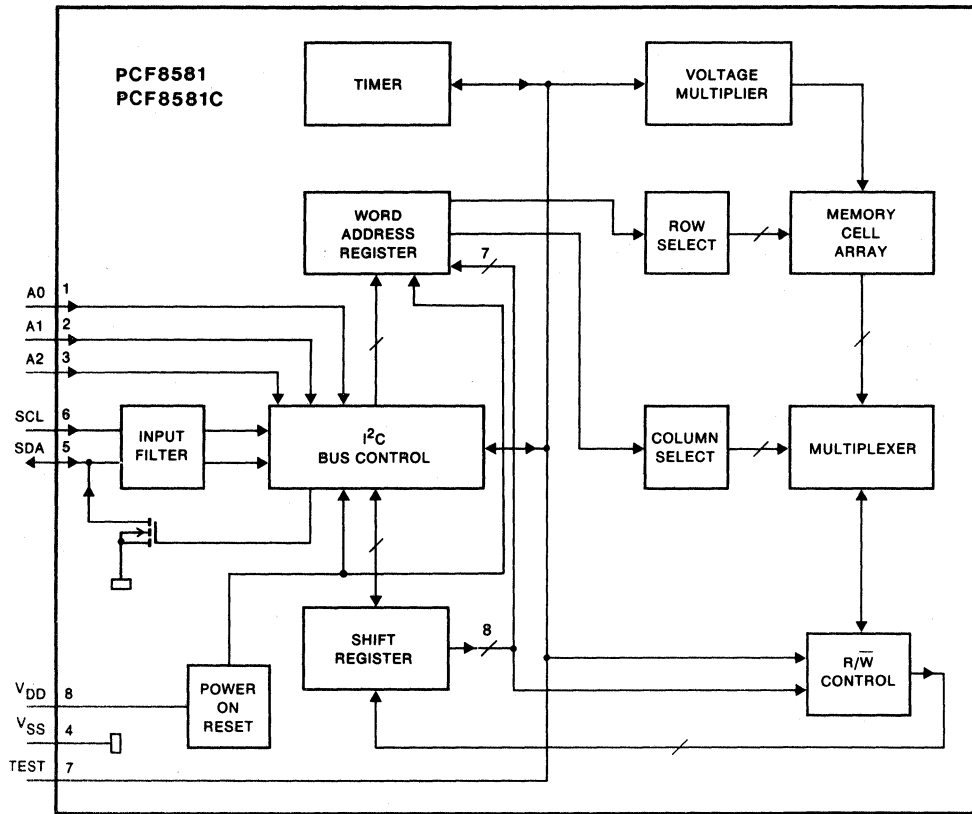 PCF8581
PCF8581C
TIMER
VOLTAGE
MULTIPLIER
WORD
ADDRESS
REGISTER
ROW
SELECT
MEMORY
CELL
ARRAY
7
A0 1
A1 2
A2 3
SCL 6
SDA 5
INPUT
FILTER
I²C
BUS CONTROL
COLUMN
SELECT
MULTIPLEXER
SHIFT
REGISTER
8
R/W̅
CONTROL
POWER
ON
RESET
VDD 8
VSS 4
TEST 7